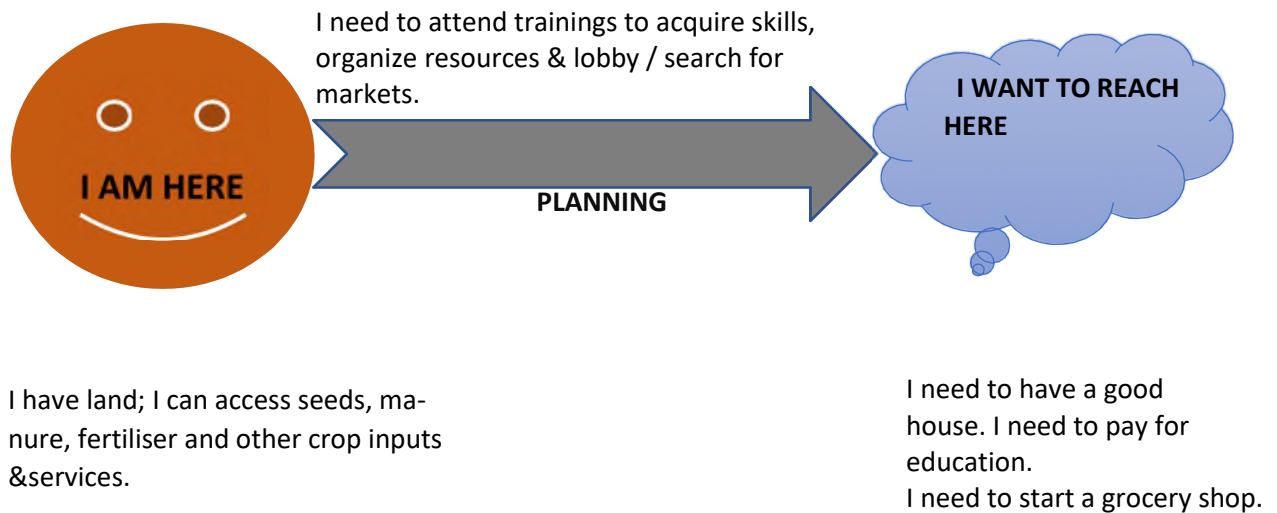 I need to attend trainings to acquire skills,
organize resources & lobby / search for
markets.
I AM HERE
PLANNING
I WANT TO REACH
HERE
I have land; I can access seeds, ma-
nure, fertiliser and other crop inputs
&services.
I need to have a good
house. I need to pay for
education.
I need to start a grocery shop.